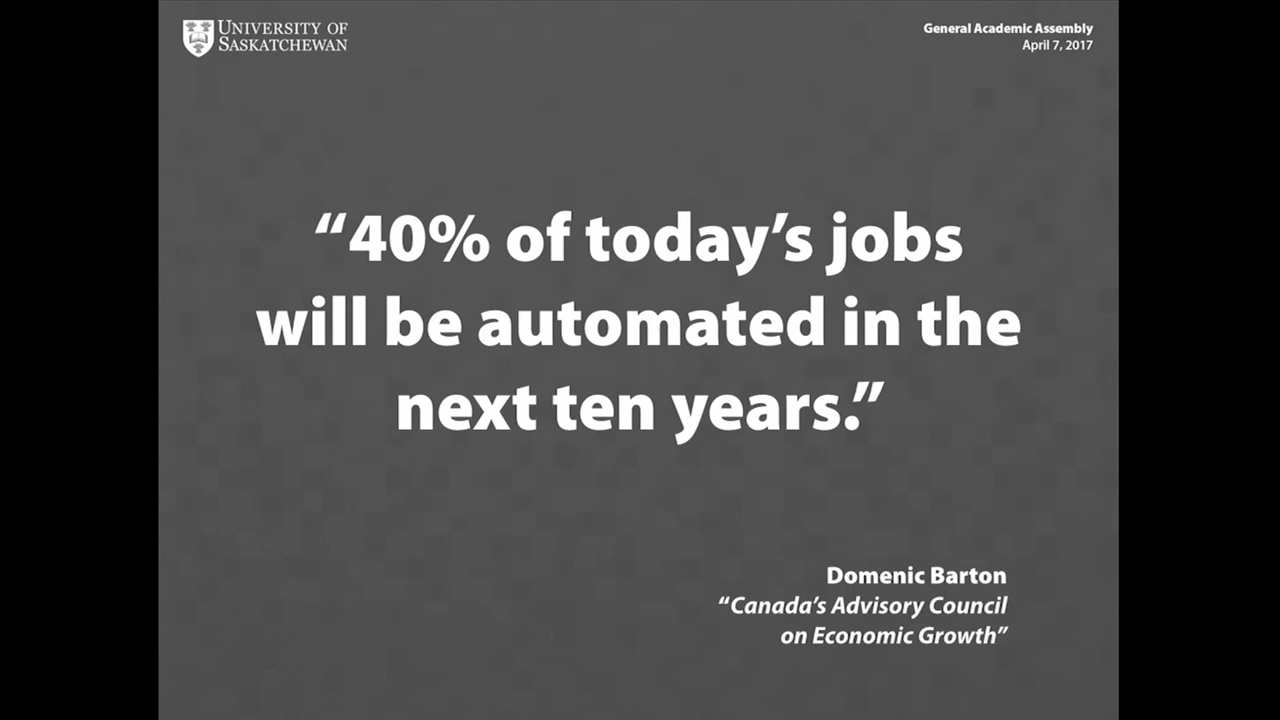 UNIVERSITY OF
SASKATCHEWAN
General Academic Assembly
April 7, 2017
“40% of today’s jobs
will be automated in the
next ten years.”
Domenic Barton
“Canada’s Advisory Council
on Economic Growth”